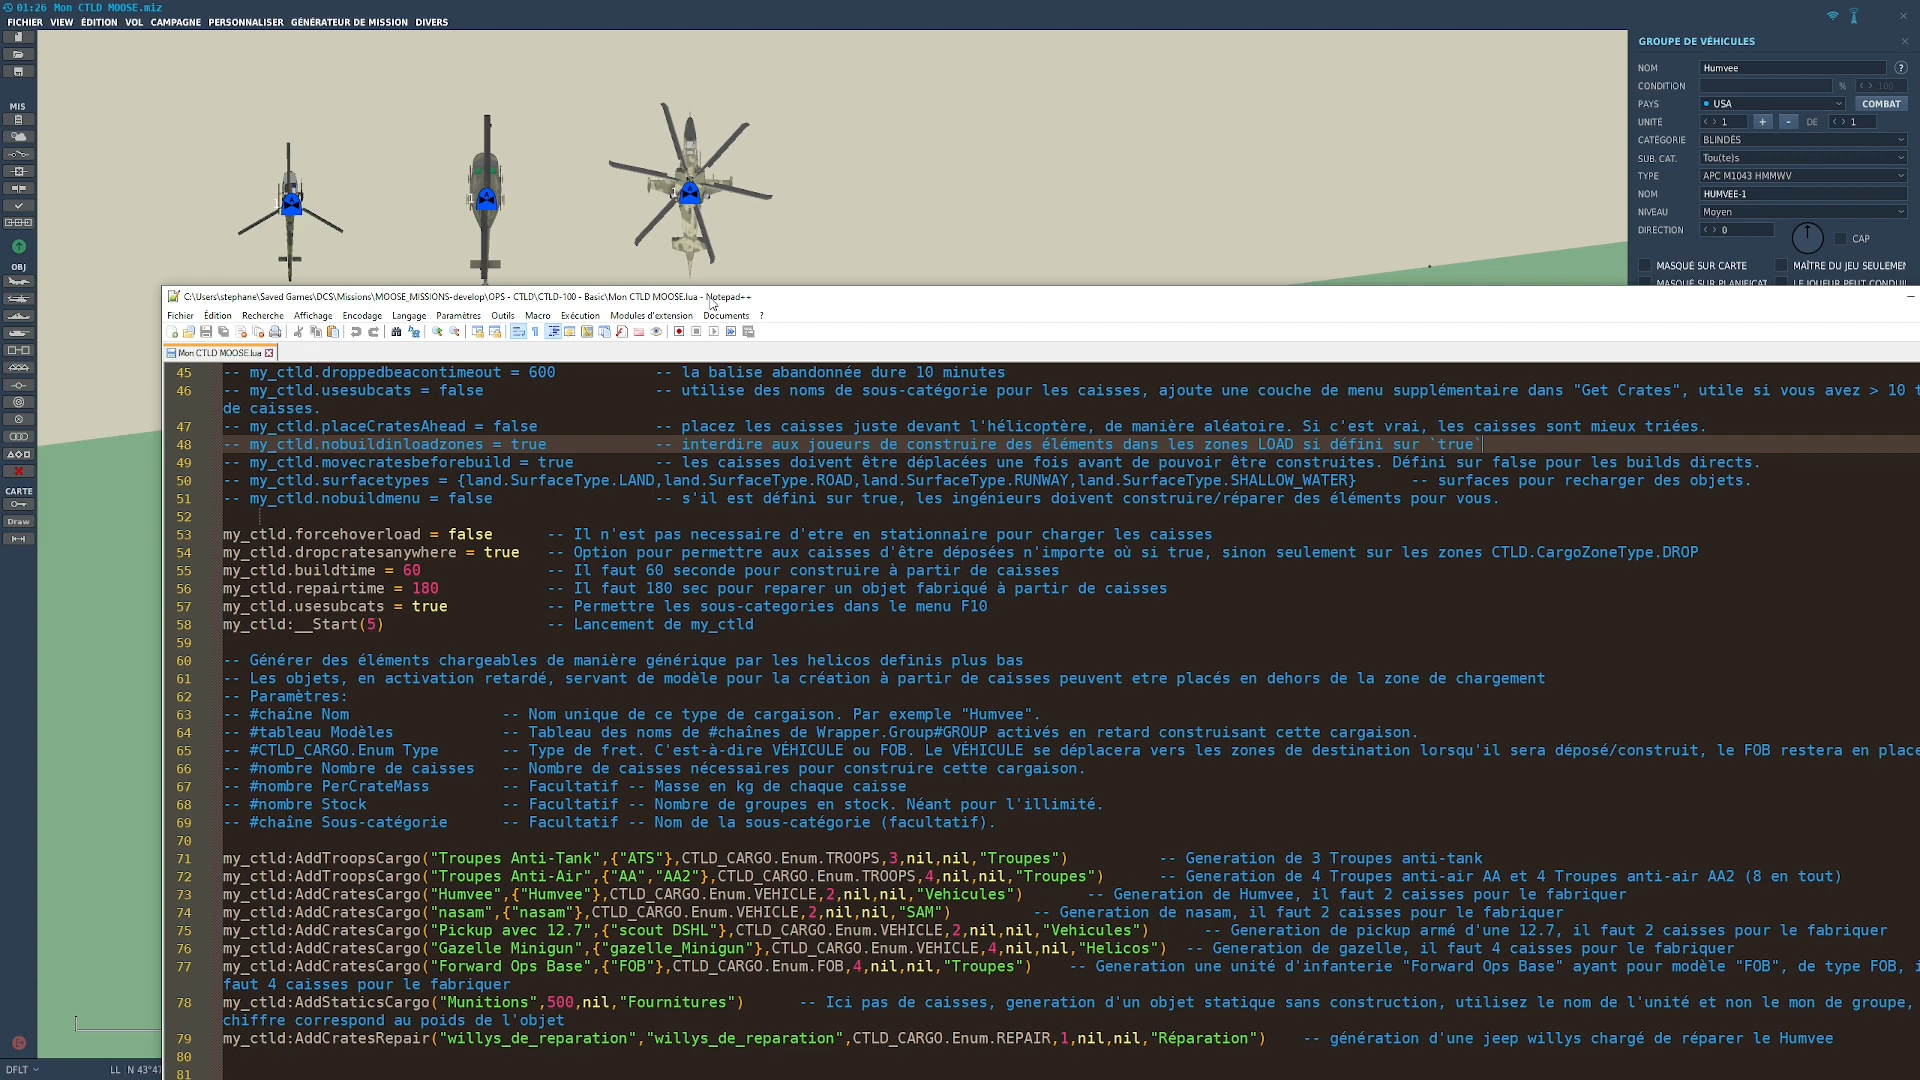 01:26 Mon CTLD MOOSE.miz
FICHIER VIEW ÉDITION VOL CAMPAGNE PERSONNALISER GÉNÉRATEUR DE MISSION DIVERS
MIS
OBJ
CARTE
Draw
DFLT
LL N 43°47
GROUPE DE VÉHICULES
NOM Humvee ?
CONDITION % < > 100
PAYS USA COMBAT
UNITÉ < > 1 + - DE < > 1
CATÉGORIE BLINDÉS
SUB. CAT. Tou(te)s
TYPE APC M1043 HMMWV
NOM HUMVEE-1
NIVEAU Moyen
DIRECTION < > 0 CAP
MASQUÉ SUR CARTE MAÎTRE DU JEU SEULEMEN
MASQUÉ SUR PLANIFICAT LE JOUEUR PEUT CONDUI
C:\Users\stephane\Saved Games\DCS\Missions\MOOSE_MISSIONS-develop\OPS - CTLD\CTLD-100 - Basic\Mon CTLD MOOSE.lua - Notepad++
Fichier Édition Recherche Affichage Encodage Langage Paramètres Outils Macro Exécution Modules d'extension Documents ?
Mon CTLD MOOSE.lua
45 -- my_ctld.droppedbeacontimeout = 600 -- la balise abandonnée dure 10 minutes
46 -- my_ctld.usesubcats = false -- utilise des noms de sous-catégorie pour les caisses, ajoute une couche de menu supplémentaire dans "Get Crates", utile si vous avez > 10 t
de caisses.
47 -- my_ctld.placeCratesAhead = false -- placez les caisses juste devant l'hélicoptère, de manière aléatoire. Si c'est vrai, les caisses sont mieux triées.
48 -- my_ctld.nobuildinloadzones = true -- interdire aux joueurs de construire des éléments dans les zones LOAD si défini sur `true`
49 -- my_ctld.movecratesbeforebuild = true -- les caisses doivent être déplacées une fois avant de pouvoir être construites. Défini sur false pour les builds directs.
50 -- my_ctld.surfacetypes = {land.SurfaceType.LAND,land.SurfaceType.ROAD,land.SurfaceType.RUNWAY,land.SurfaceType.SHALLOW_WATER} -- surfaces pour recharger des objets.
51 -- my_ctld.nobuildmenu = false -- s'il est défini sur true, les ingénieurs doivent construire/réparer des éléments pour vous.
52
53 my_ctld.forcehoverload = false -- Il n'est pas necessaire d'etre en stationnaire pour charger les caisses
54 my_ctld.dropcratesanywhere = true -- Option pour permettre aux caisses d'être déposées n'importe où si true, sinon seulement sur les zones CTLD.CargoZoneType.DROP
55 my_ctld.buildtime = 60 -- Il faut 60 seconde pour construire à partir de caisses
56 my_ctld.repairtime = 180 -- Il faut 180 sec pour reparer un objet fabriqué à partir de caisses
57 my_ctld.usesubcats = true -- Permettre les sous-categories dans le menu F10
58 my_ctld:__Start(5) -- Lancement de my_ctld
59
60 -- Générer des éléments chargeables de manière générique par les helicos definis plus bas
61 -- Les objets, en activation retardé, servant de modèle pour la création à partir de caisses peuvent etre placés en dehors de la zone de chargement
62 -- Paramètres:
63 -- #chaîne Nom -- Nom unique de ce type de cargaison. Par exemple "Humvee".
64 -- #tableau Modèles -- Tableau des noms de #chaînes de Wrapper.Group#GROUP activés en retard construisant cette cargaison.
65 -- #CTLD_CARGO.Enum Type -- Type de fret. C'est-à-dire VÉHICULE ou FOB. Le VÉHICULE se déplacera vers les zones de destination lorsqu'il sera déposé/construit, le FOB restera en place
66 -- #nombre Nombre de caisses -- Nombre de caisses nécessaires pour construire cette cargaison.
67 -- #nombre PerCrateMass -- Facultatif -- Masse en kg de chaque caisse
68 -- #nombre Stock -- Facultatif -- Nombre de groupes en stock. Néant pour l'illimité.
69 -- #chaîne Sous-catégorie -- Facultatif -- Nom de la sous-catégorie (facultatif).
70
71 my_ctld:AddTroopsCargo("Troupes Anti-Tank",{"ATS"},CTLD_CARGO.Enum.TROOPS,3,nil,nil,"Troupes") -- Generation de 3 Troupes anti-tank
72 my_ctld:AddTroopsCargo("Troupes Anti-Air",{"AA","AA2"},CTLD_CARGO.Enum.TROOPS,4,nil,nil,"Troupes") -- Generation de 4 Troupes anti-air AA et 4 Troupes anti-air AA2 (8 en tout)
73 my_ctld:AddCratesCargo("Humvee",{"Humvee"},CTLD_CARGO.Enum.VEHICLE,2,nil,nil,"Vehicules") -- Generation de Humvee, il faut 2 caisses pour le fabriquer
74 my_ctld:AddCratesCargo("nasam",{"nasam"},CTLD_CARGO.Enum.VEHICLE,2,nil,nil,"SAM") -- Generation de nasam, il faut 2 caisses pour le fabriquer
75 my_ctld:AddCratesCargo("Pickup avec 12.7",{"scout DSHL"},CTLD_CARGO.Enum.VEHICLE,2,nil,nil,"Vehicules") -- Generation de pickup armé d'une 12.7, il faut 2 caisses pour le fabriquer
76 my_ctld:AddCratesCargo("Gazelle Minigun",{"gazelle_Minigun"},CTLD_CARGO.Enum.VEHICLE,4,nil,nil,"Helicos") -- Generation de gazelle, il faut 4 caisses pour le fabriquer
77 my_ctld:AddCratesCargo("Forward Ops Base",{"FOB"},CTLD_CARGO.Enum.FOB,4,nil,nil,"Troupes") -- Generation une unité d'infanterie "Forward Ops Base" ayant pour modèle "FOB", de type FOB, i
faut 4 caisses pour le fabriquer
78 my_ctld:AddStaticsCargo("Munitions",500,nil,"Fournitures") -- Ici pas de caisses, generation d'un objet statique sans construction, utilisez le nom de l'unité et non le mon de groupe,
chiffre correspond au poids de l'objet
79 my_ctld:AddCratesRepair("willys_de_reparation","willys_de_reparation",CTLD_CARGO.Enum.REPAIR,1,nil,nil,"Réparation") -- génération d'une jeep willys chargé de réparer le Humvee
80
81